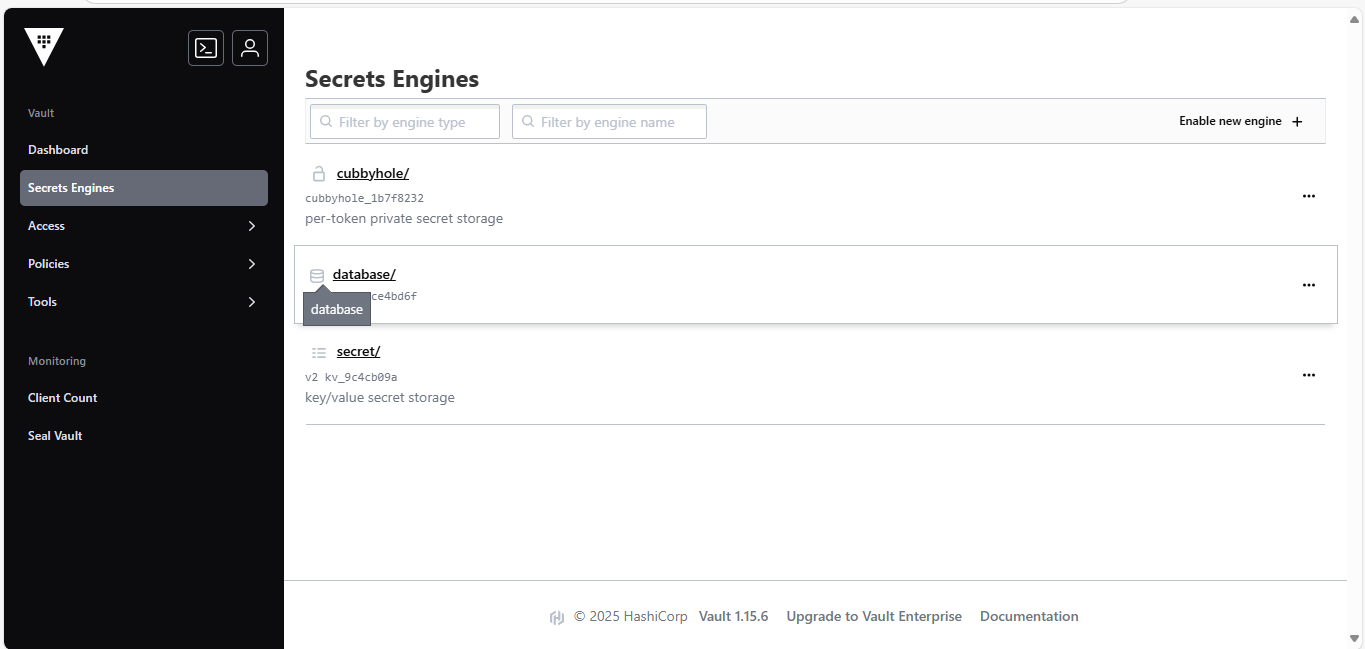 Vault
Dashboard
Secrets Engines
Access
Policies
Tools
Monitoring
Client Count
Seal Vault
Secrets Engines
Filter by engine type
Filter by engine name
Enable new engine +
cubbyhole/
cubbyhole_1b7f8232
per-token private secret storage
database/
ce4bd6f
database
secret/
v2 kv_9c4cb09a
key/value secret storage
© 2025 HashiCorp Vault 1.15.6 Upgrade to Vault Enterprise Documentation